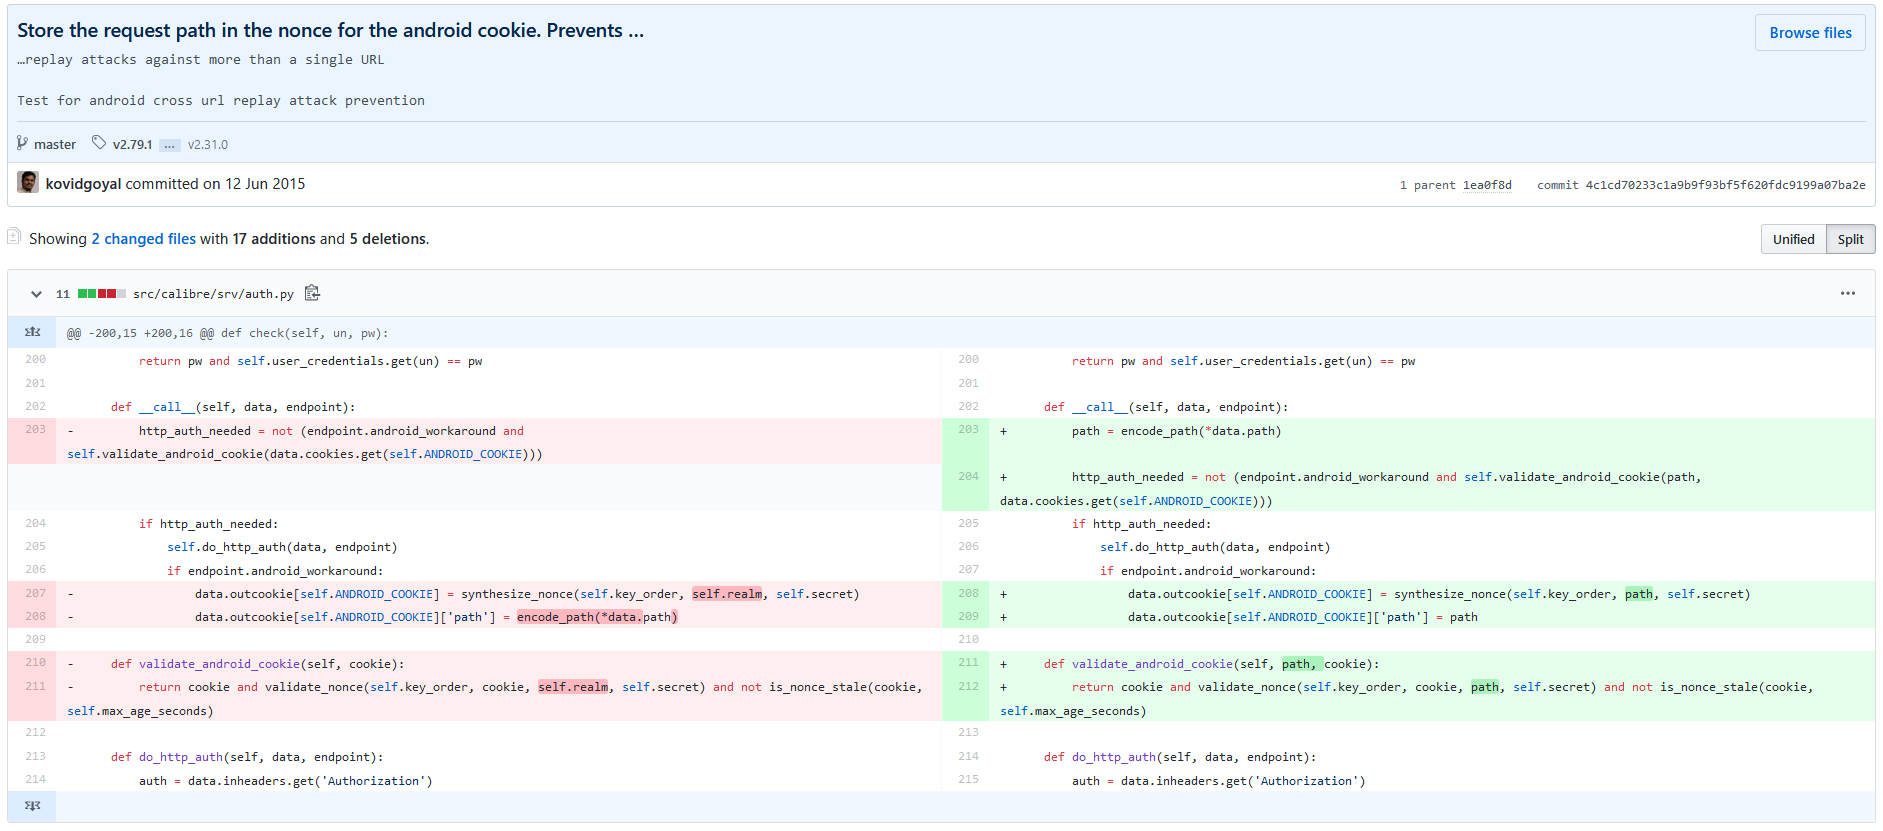 Store the request path in the nonce for the android cookie. Prevents …
Browse files
…replay attacks against more than a single URL
Test for android cross url replay attack prevention
master v2.79.1 … v2.31.0
kovidgoyal committed on 12 Jun 2015
1 parent 1ea0f8d commit 4c1cd70233c1a9b9f93bf5f620fdc9199a07ba2e
Showing 2 changed files with 17 additions and 5 deletions.
Unified Split
11 src/calibre/srv/auth.py
@@ -200,15 +200,16 @@ def check(self, un, pw):
200 return pw and self.user_credentials.get(un) == pw
201
202 def __call__(self, data, endpoint):
203 - http_auth_needed = not (endpoint.android_workaround and
self.validate_android_cookie(data.cookies.get(self.ANDROID_COOKIE)))
204 if http_auth_needed:
205 self.do_http_auth(data, endpoint)
206 if endpoint.android_workaround:
207 - data.outcookie[self.ANDROID_COOKIE] = synthesize_nonce(self.key_order, self.realm, self.secret)
208 - data.outcookie[self.ANDROID_COOKIE]['path'] = encode_path(*data.path)
209
210 - def validate_android_cookie(self, cookie):
211 - return cookie and validate_nonce(self.key_order, cookie, self.realm, self.secret) and not is_nonce_stale(cookie,
self.max_age_seconds)
212
213 def do_http_auth(self, data, endpoint):
214 auth = data.inheaders.get('Authorization')
200 return pw and self.user_credentials.get(un) == pw
201
202 def __call__(self, data, endpoint):
203 + path = encode_path(*data.path)
204 + http_auth_needed = not (endpoint.android_workaround and self.validate_android_cookie(path,
data.cookies.get(self.ANDROID_COOKIE)))
205 if http_auth_needed:
206 self.do_http_auth(data, endpoint)
207 if endpoint.android_workaround:
208 + data.outcookie[self.ANDROID_COOKIE] = synthesize_nonce(self.key_order, path, self.secret)
209 + data.outcookie[self.ANDROID_COOKIE]['path'] = path
210
211 + def validate_android_cookie(self, path, cookie):
212 + return cookie and validate_nonce(self.key_order, cookie, path, self.secret) and not is_nonce_stale(cookie,
self.max_age_seconds)
213
214 def do_http_auth(self, data, endpoint):
215 auth = data.inheaders.get('Authorization')